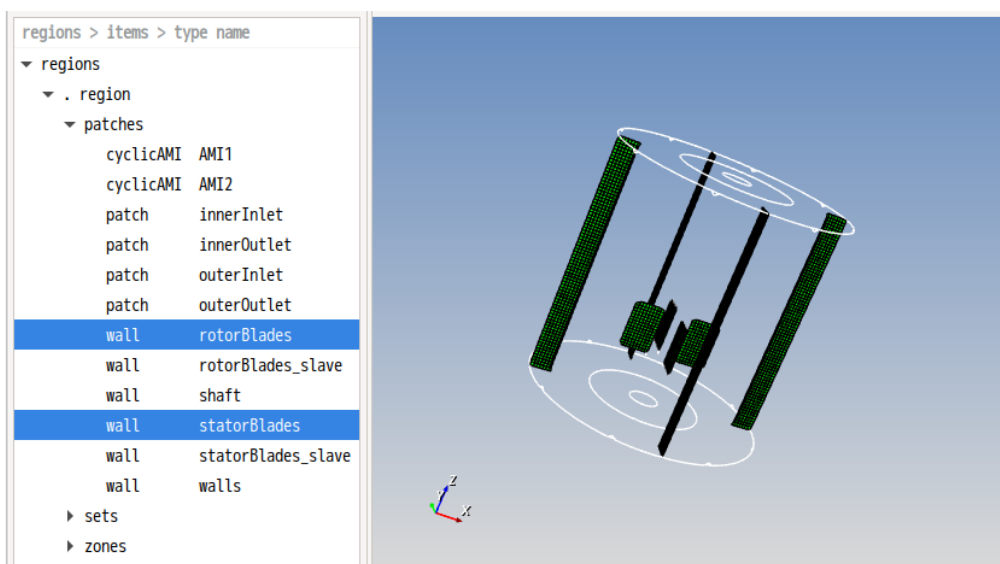 regions > items > type name
regions
. region
patches
cyclicAMI AMI1
cyclicAMI AMI2
patch innerInlet
patch innerOutlet
patch outerInlet
patch outerOutlet
wall rotorBlades
wall rotorBlades_slave
wall shaft
wall statorBlades
wall statorBlades_slave
wall walls
sets
zones
Z
Y
X